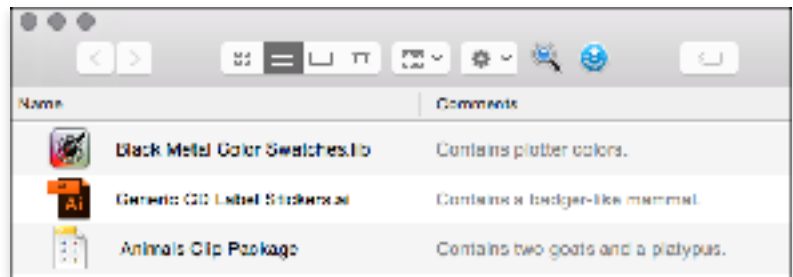 Name Comments
Black Metal Color Swatches.lib Contains plotter colors.
Ai Generic CD Label Stickers.ai Contains a badger-like mammal.
Animals Clip Package Contains two goats and a platypus.